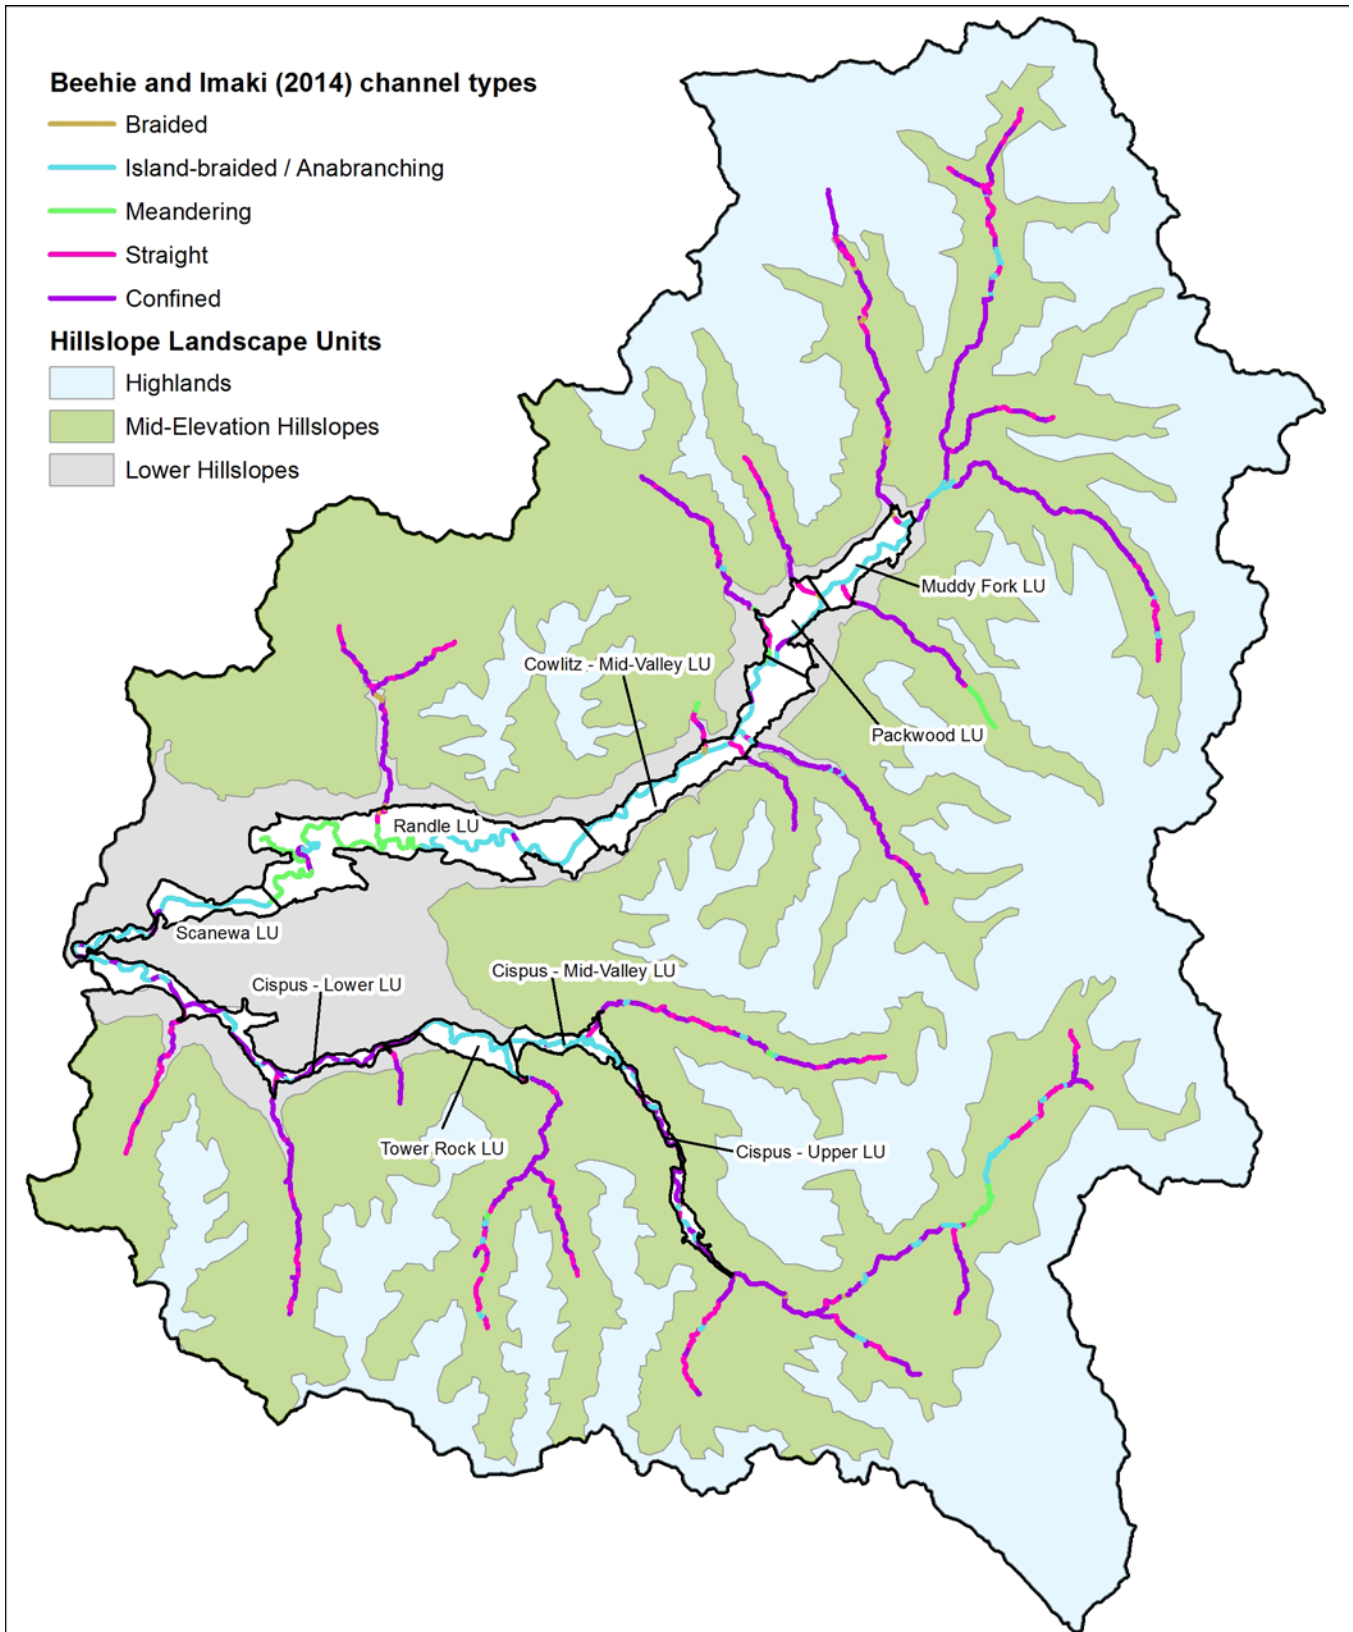 Beehie and Imaki (2014) channel types
Braided
Island-braided / Anabranching
Meandering
Straight
Confined
Hillslope Landscape Units
Highlands
Mid-Elevation Hillslopes
Lower Hillslopes
Muddy Fork LU
Cowlitz - Mid-Valley LU
Packwood LU
Randle LU
Scanewa LU
Cispus - Mid-Valley LU
Cispus - Lower LU
Tower Rock LU
Cispus - Upper LU